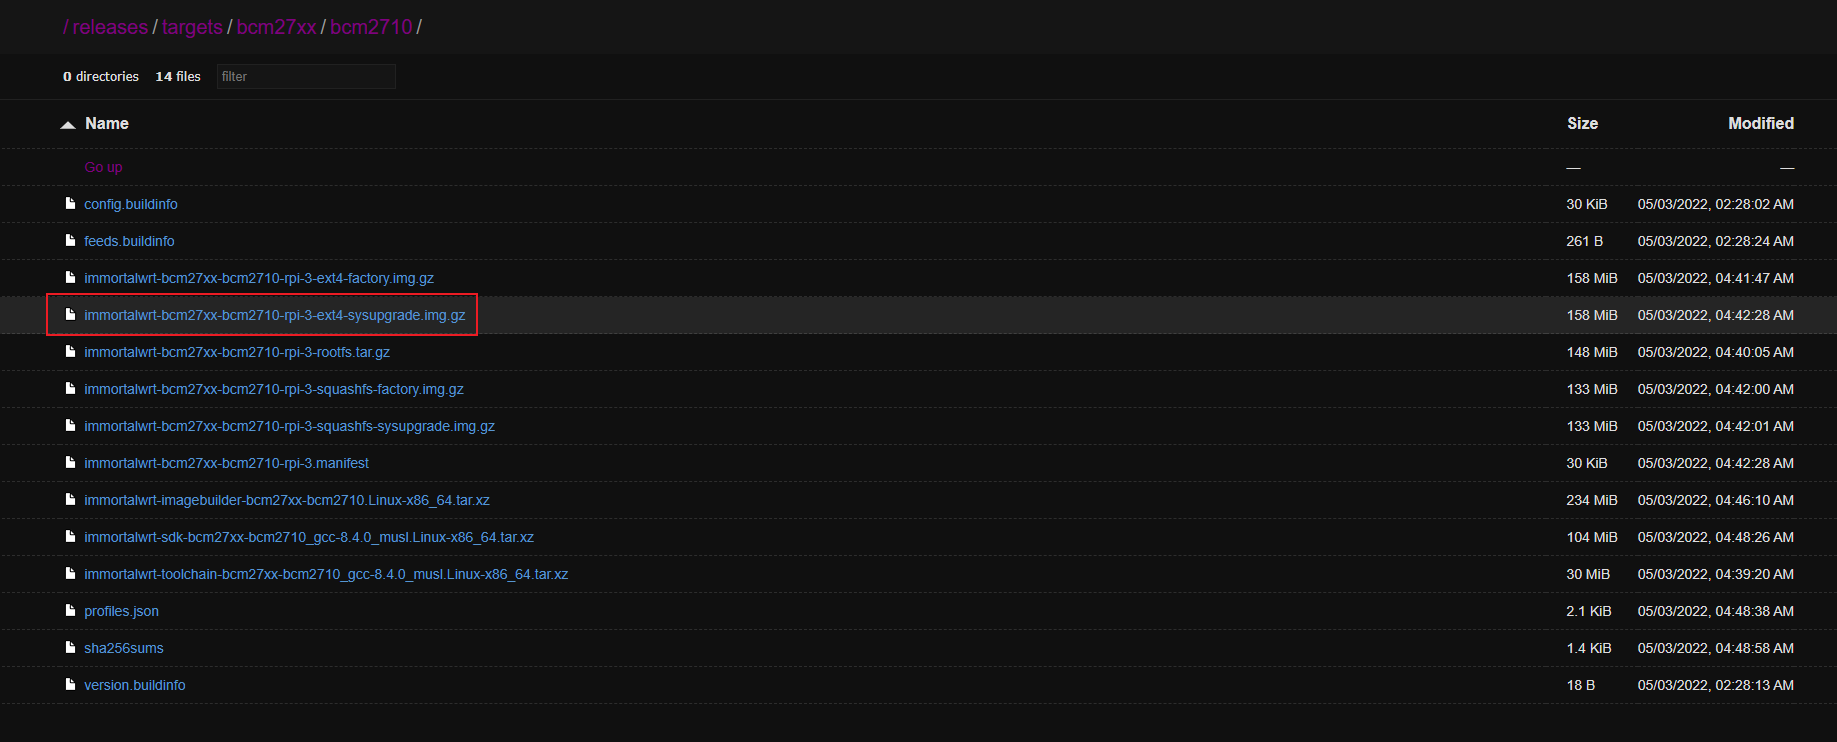 / releases / targets / bcm27xx / bcm2710 /
0 directories 14 files filter
Name Size Modified
Go up — —
config.buildinfo 30 KiB 05/03/2022, 02:28:02 AM
feeds.buildinfo 261 B 05/03/2022, 02:28:24 AM
immortalwrt-bcm27xx-bcm2710-rpi-3-ext4-factory.img.gz 158 MiB 05/03/2022, 04:41:47 AM
immortalwrt-bcm27xx-bcm2710-rpi-3-ext4-sysupgrade.img.gz 158 MiB 05/03/2022, 04:42:28 AM
immortalwrt-bcm27xx-bcm2710-rpi-3-rootfs.tar.gz 148 MiB 05/03/2022, 04:40:05 AM
immortalwrt-bcm27xx-bcm2710-rpi-3-squashfs-factory.img.gz 133 MiB 05/03/2022, 04:42:00 AM
immortalwrt-bcm27xx-bcm2710-rpi-3-squashfs-sysupgrade.img.gz 133 MiB 05/03/2022, 04:42:01 AM
immortalwrt-bcm27xx-bcm2710-rpi-3.manifest 30 KiB 05/03/2022, 04:42:28 AM
immortalwrt-imagebuilder-bcm27xx-bcm2710.Linux-x86_64.tar.xz 234 MiB 05/03/2022, 04:46:10 AM
immortalwrt-sdk-bcm27xx-bcm2710_gcc-8.4.0_musl.Linux-x86_64.tar.xz 104 MiB 05/03/2022, 04:48:26 AM
immortalwrt-toolchain-bcm27xx-bcm2710_gcc-8.4.0_musl.Linux-x86_64.tar.xz 30 MiB 05/03/2022, 04:39:20 AM
profiles.json 2.1 KiB 05/03/2022, 04:48:38 AM
sha256sums 1.4 KiB 05/03/2022, 04:48:58 AM
version.buildinfo 18 B 05/03/2022, 02:28:13 AM